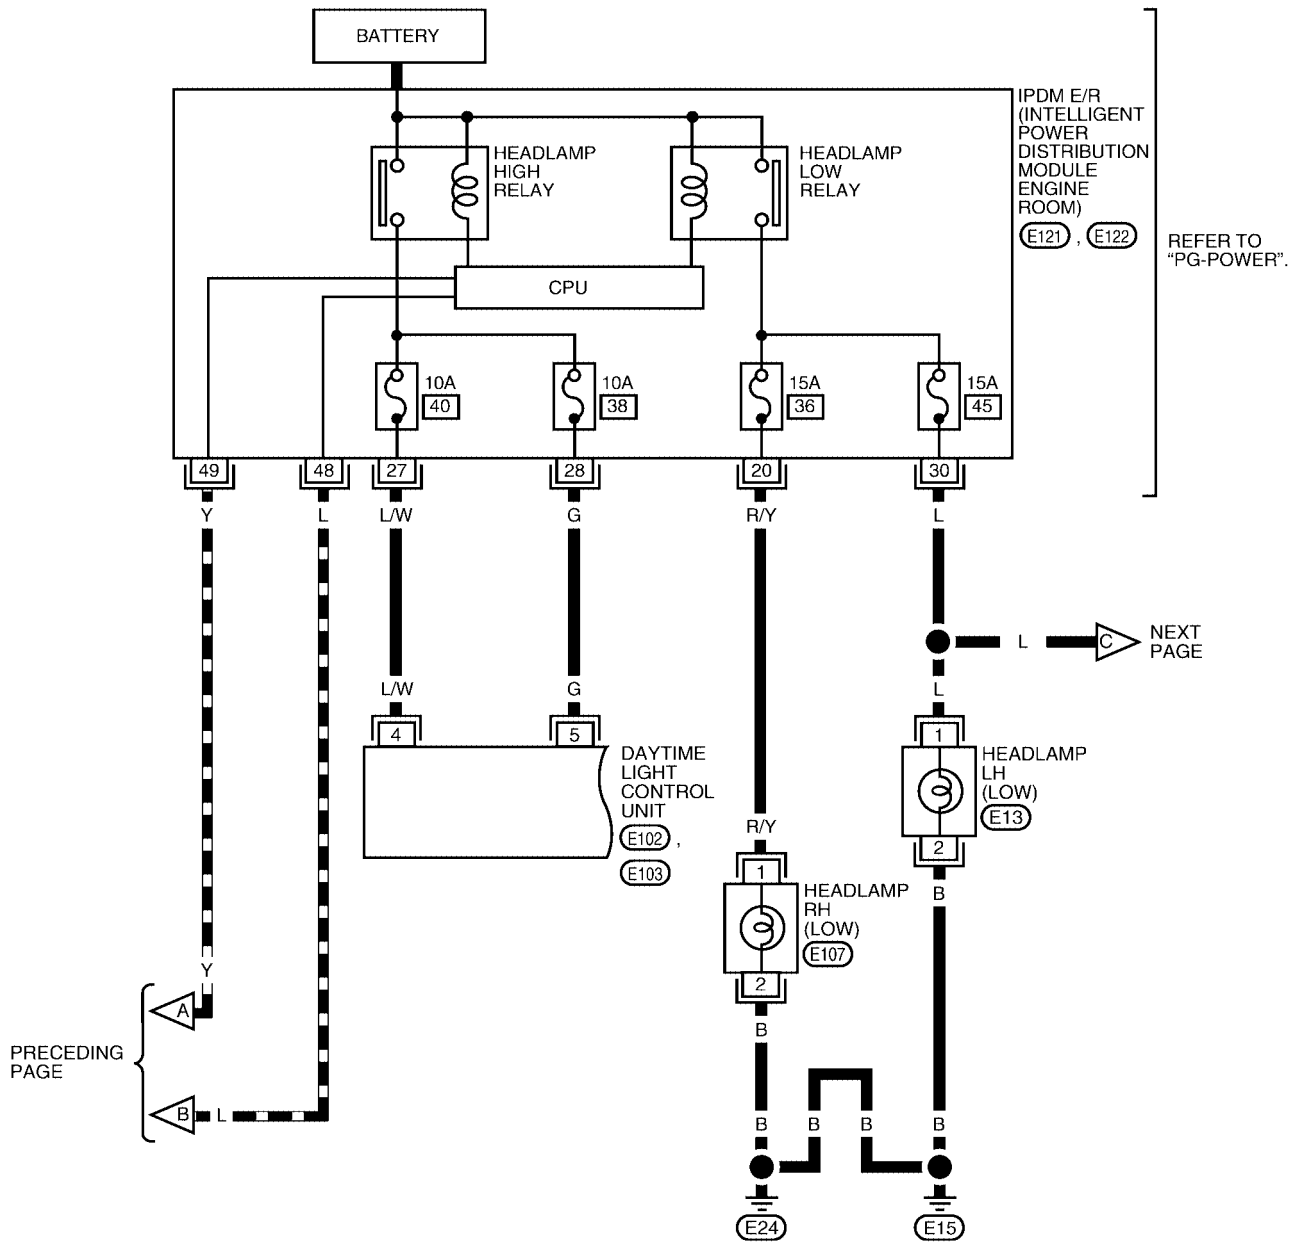 BATTERY
IPDM E/R
(INTELLIGENT
POWER
DISTRIBUTION
MODULE
ENGINE
ROOM)
E121 , E122
REFER TO
“PG-POWER”.
HEADLAMP
HIGH
RELAY
HEADLAMP
LOW
RELAY
CPU
10A
40
10A
38
15A
36
15A
45
49
48
27
28
20
30
Y
L
L/W
G
R/Y
L
L
C
NEXT
PAGE
L/W
G
L
4
5
1
DAYTIME
LIGHT
CONTROL
UNIT
E102 ,
E103
HEADLAMP
LH
(LOW)
E13
2
R/Y
1
B
HEADLAMP
RH
(LOW)
E107
2
Y
A
B
PRECEDING
PAGE
B
L
B
B
B
B
E24
E15